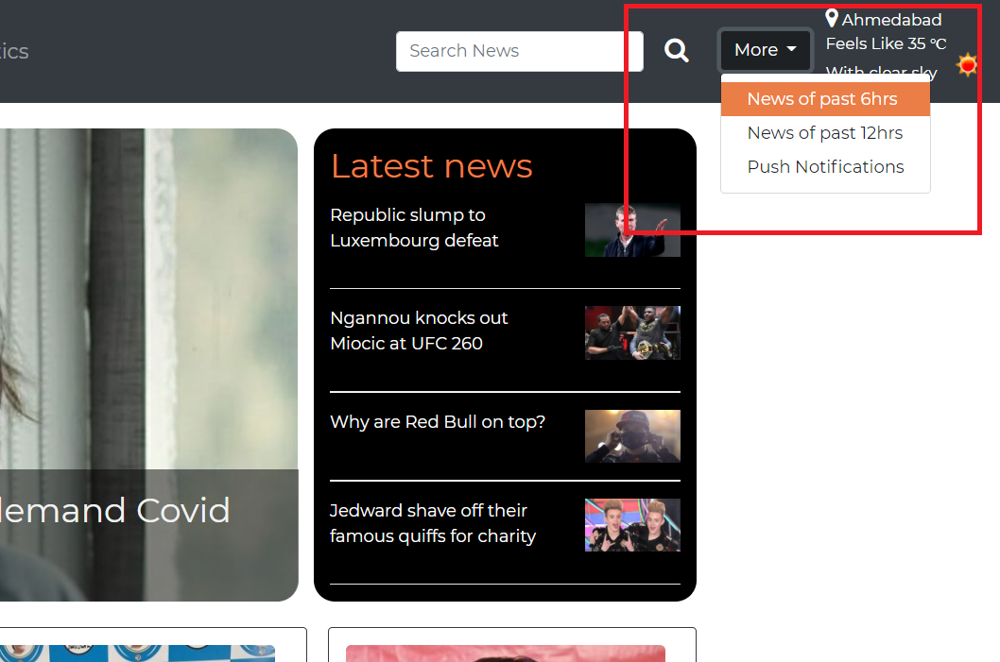 tics
Search News
More
Ahmedabad
Feels Like 35 ℃
With clear sky
News of past 6hrs
News of past 12hrs
Push Notifications
Latest news
Republic slump to
Luxembourg defeat
Ngannou knocks out
Miocic at UFC 260
Why are Red Bull on top?
Jedward shave off their
famous quiffs for charity
demand Covid